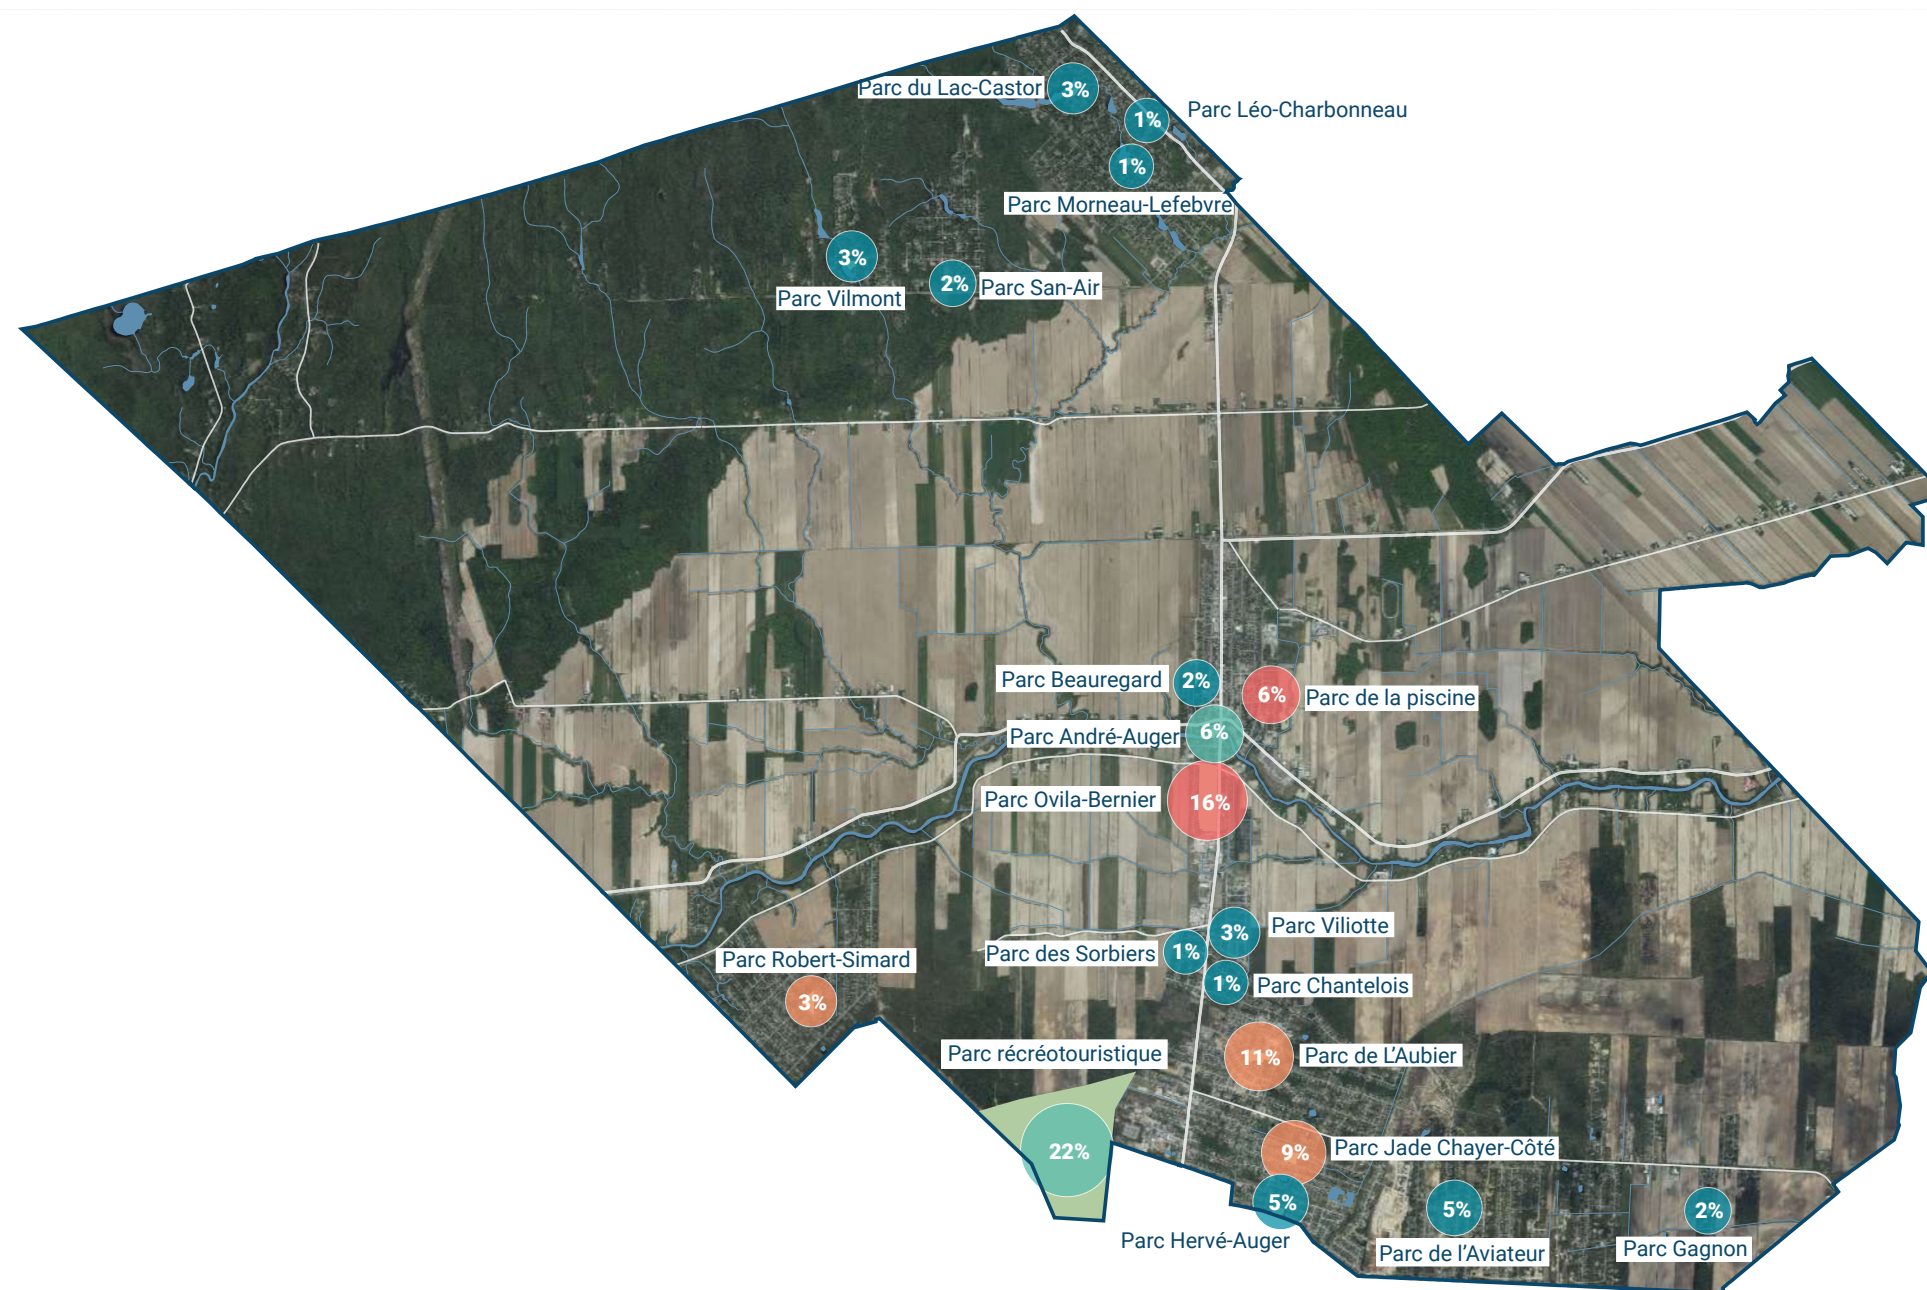 Parc du Lac-Castor
3%
1%
Parc Léo-Charbonneau
1%
Parc Morneau-Lefebvre
3%
Parc Vilmont
2%
Parc San-Air
Parc Beauregard
2%
6%
Parc de la piscine
Parc André-Auger
6%
Parc Ovila-Bernier
16%
3%
Parc Viliotte
Parc des Sorbiers
1%
1%
Parc Chantelois
Parc Robert-Simard
3%
Parc récréotouristique
22%
11%
Parc de L'Aubier
9%
Parc Jade Chayer-Côté
5%
Parc Hervé-Auger
5%
Parc de l'Aviateur
2%
Parc Gagnon